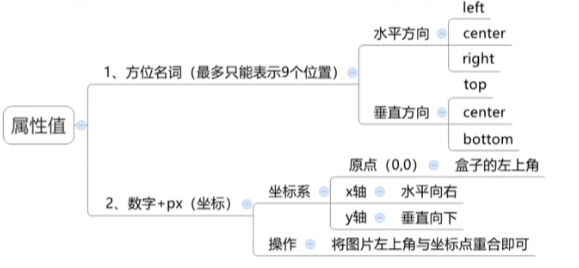 属性值
1、方位名词（最多只能表示9个位置）
水平方向
left
center
right
垂直方向
top
center
bottom
2、数字+px（坐标）
坐标系
原点（0,0） 盒子的左上角
x轴 水平向右
y轴 垂直向下
操作 将图片左上角与坐标点重合即可